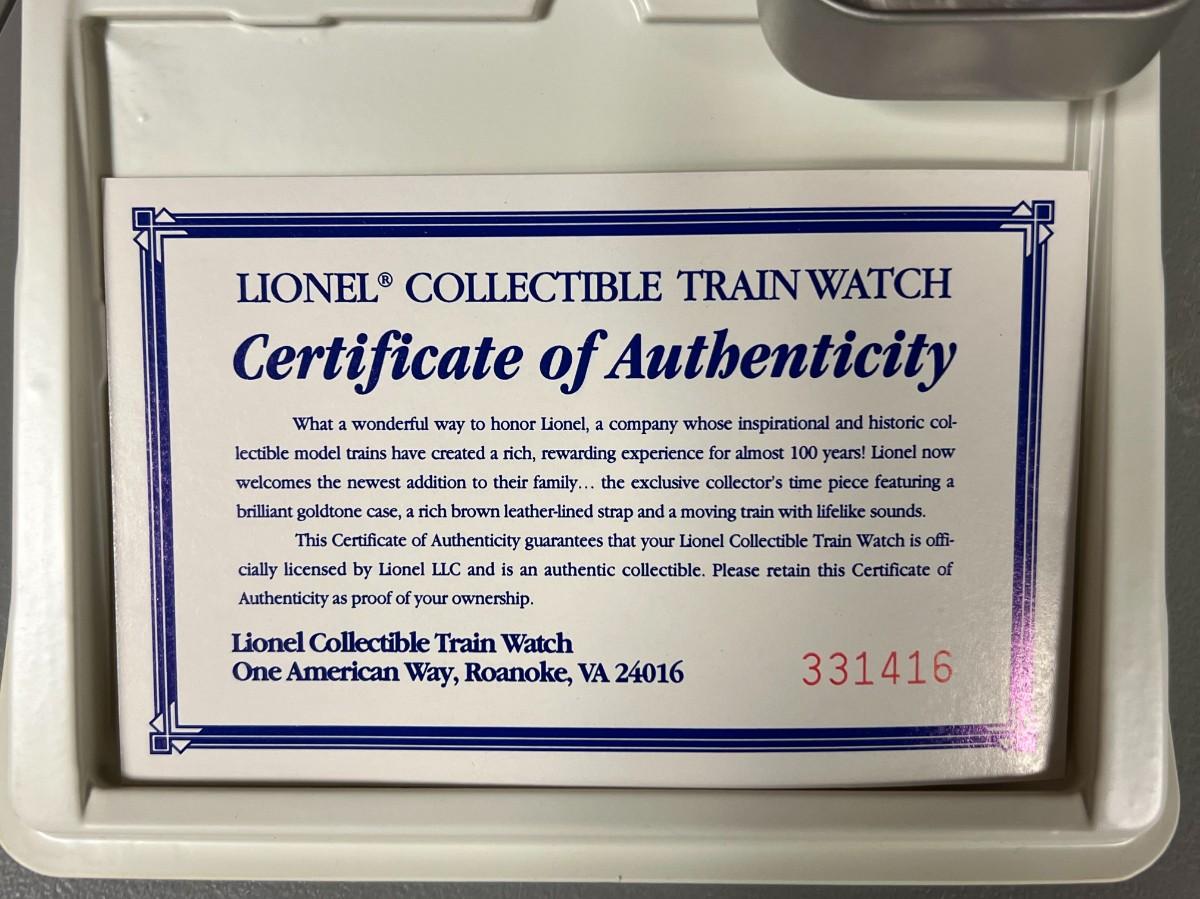 LIONEL® COLLECTIBLE TRAIN WATCH
Certificate of Authenticity
What a wonderful way to honor Lionel, a company whose inspirational and historic col-
lectible model trains have created a rich, rewarding experience for almost 100 years! Lionel now
welcomes the newest addition to their family... the exclusive collector's time piece featuring a
brilliant goldtone case, a rich brown leather-lined strap and a moving train with lifelike sounds.
This Certificate of Authenticity guarantees that your Lionel Collectible Train Watch is offi-
cially licensed by Lionel LLC and is an authentic collectible. Please retain this Certificate of
Authenticity as proof of your ownership.
Lionel Collectible Train Watch
One American Way, Roanoke, VA 24016
331416